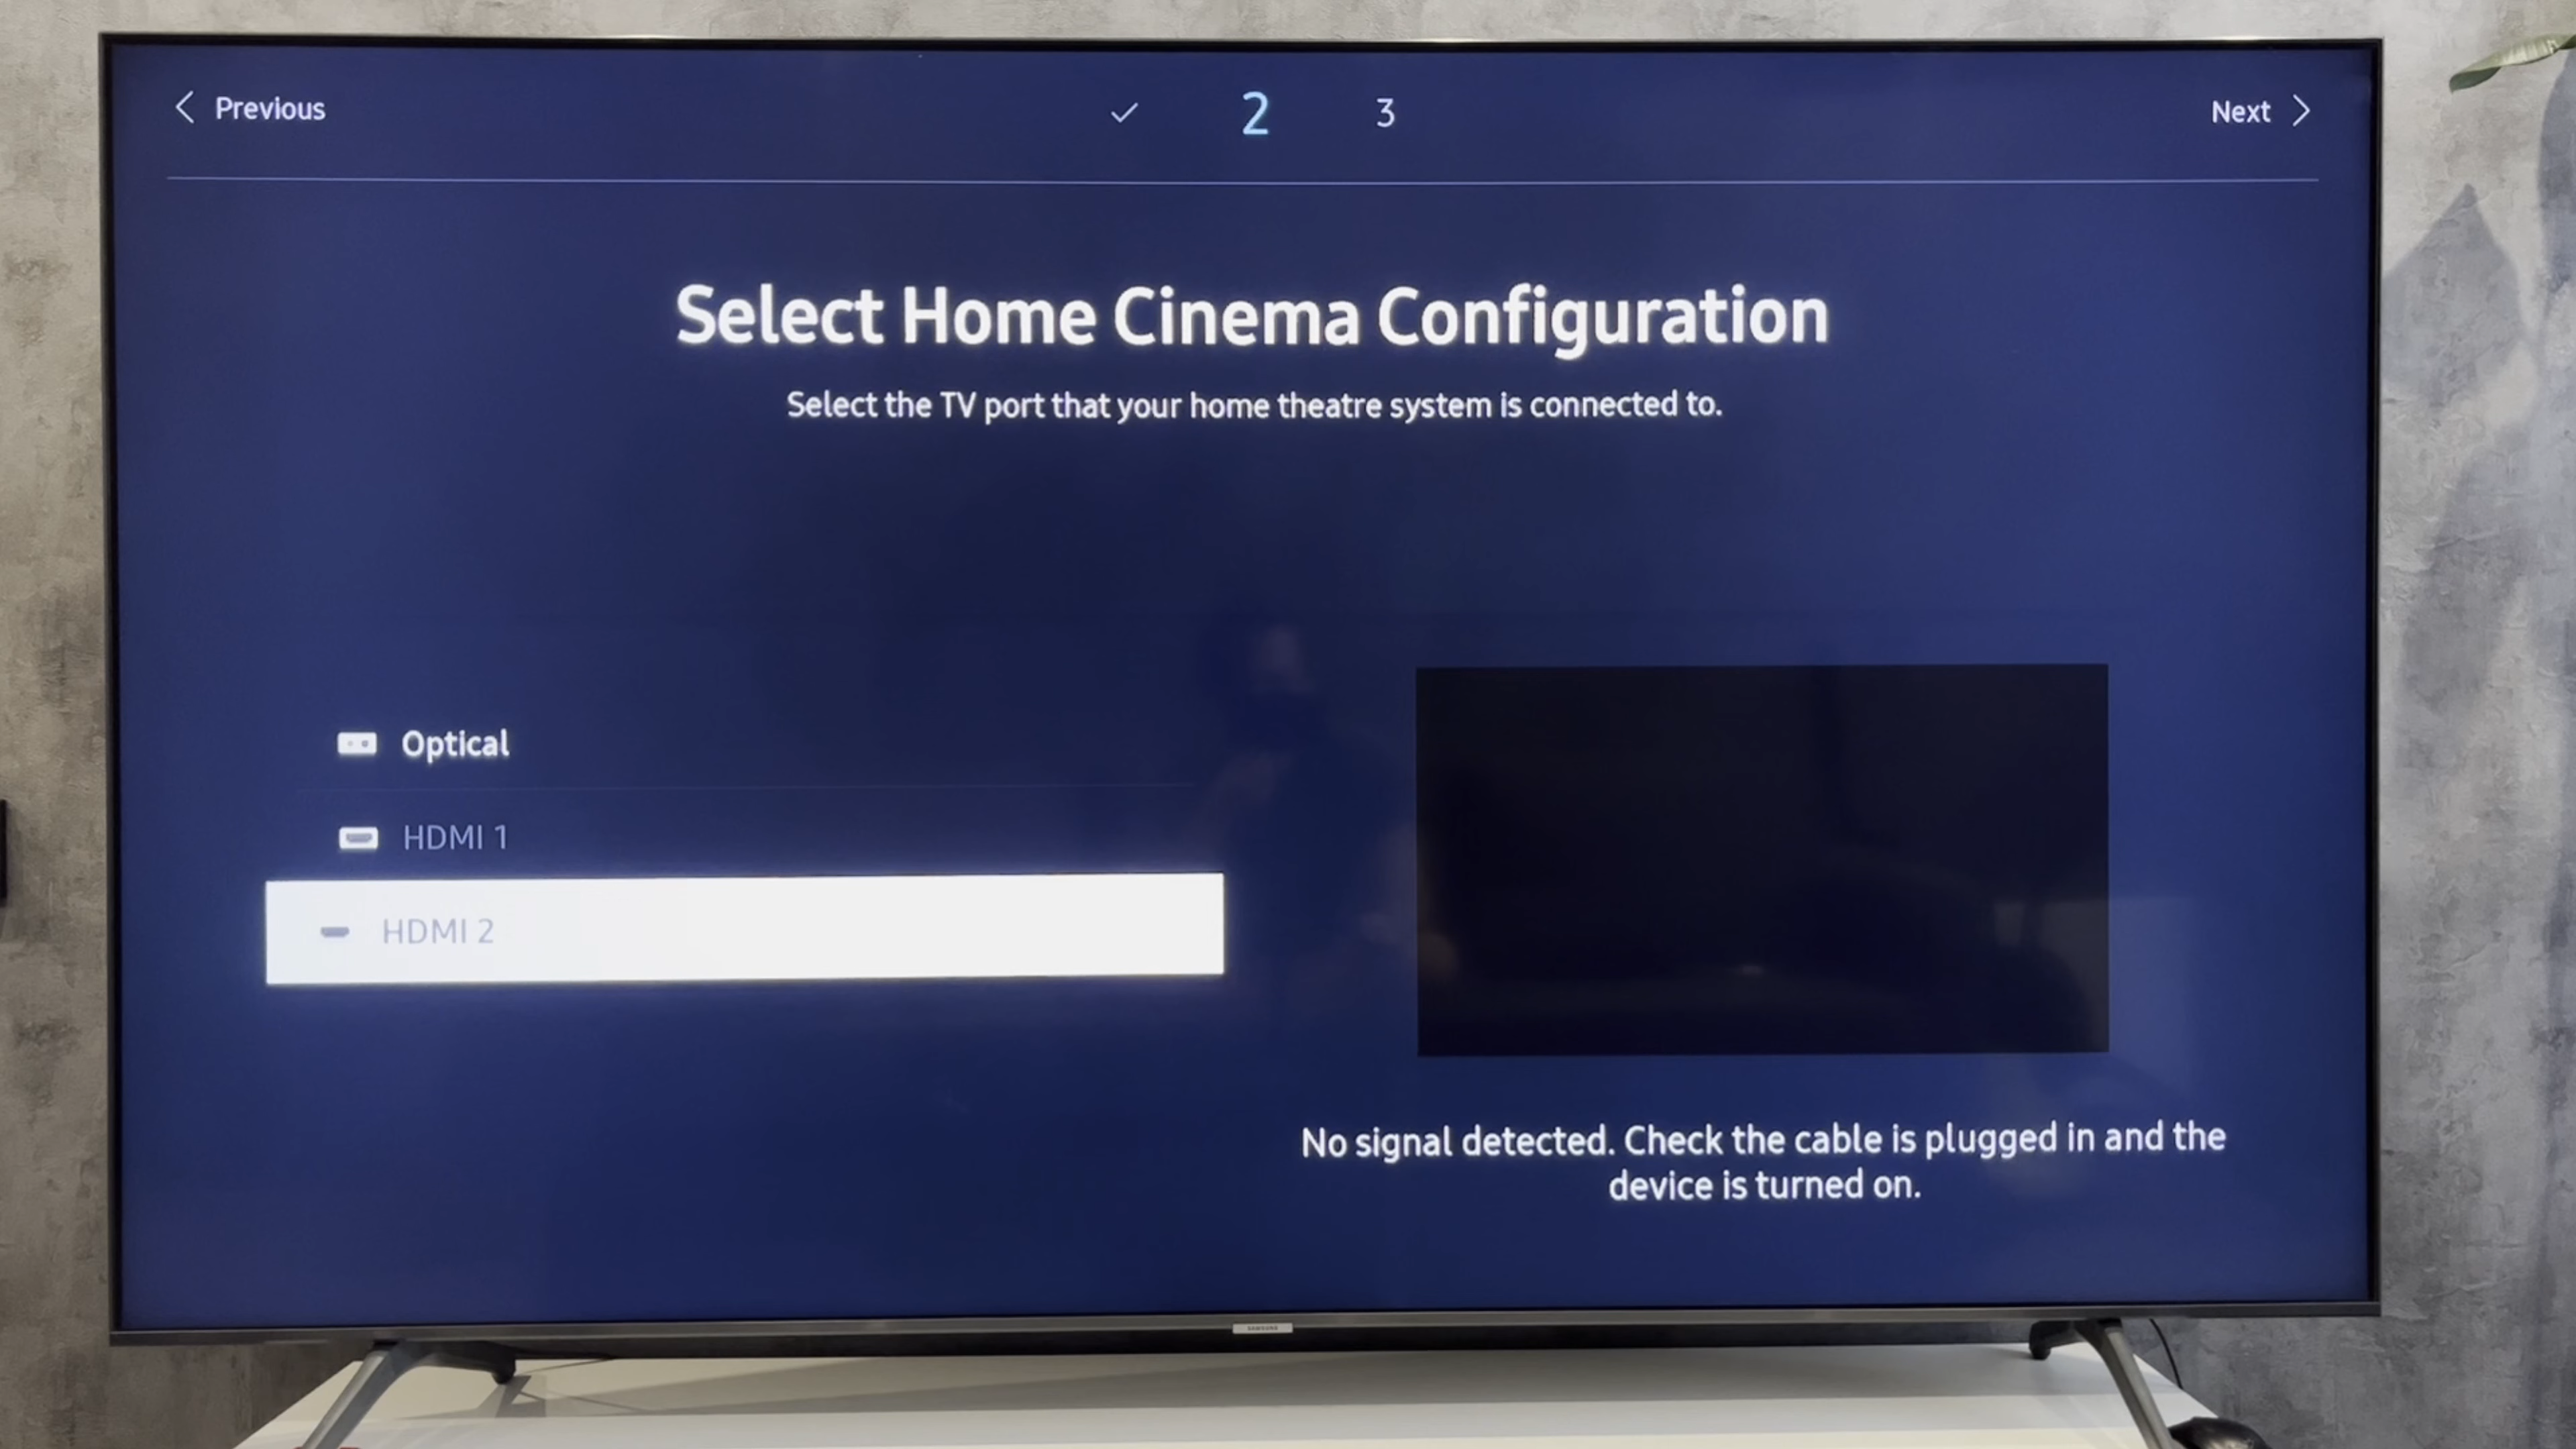 Previous
2
3
Next
Select Home Cinema Configuration
Select the TV port that your home theatre system is connected to.
Optical
HDMI 1
HDMI 2
No signal detected. Check the cable is plugged in and the
device is turned on.
SAMSUNG